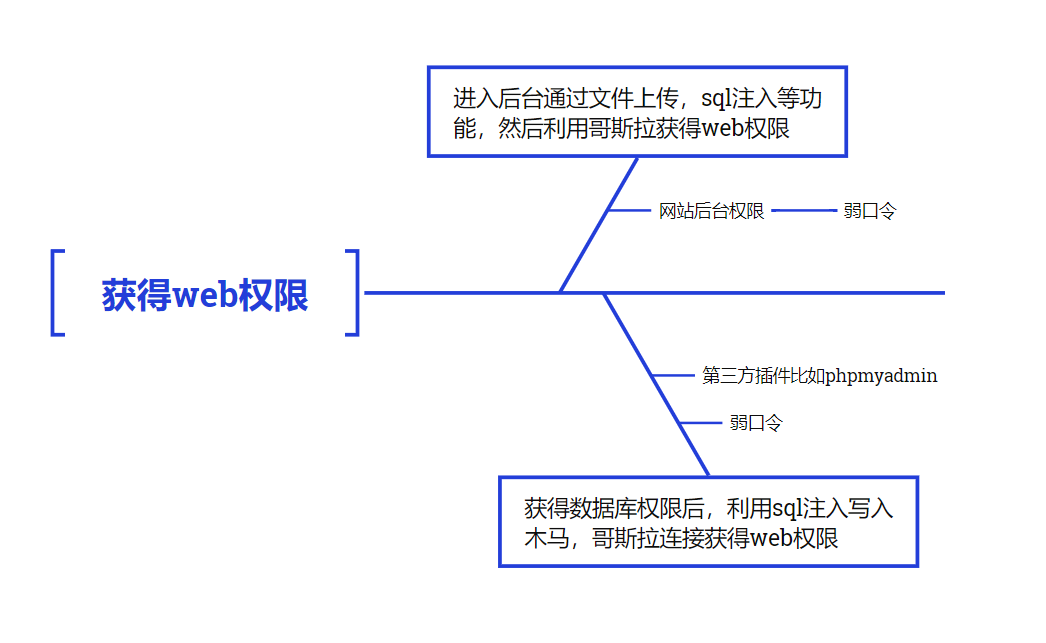 进入后台通过文件上传，sql注入等功
能，然后利用哥斯拉获得web权限
网站后台权限
弱口令
获得web权限
第三方插件比如phpmyadmin
弱口令
获得数据库权限后，利用sql注入写入
木马，哥斯拉连接获得web权限